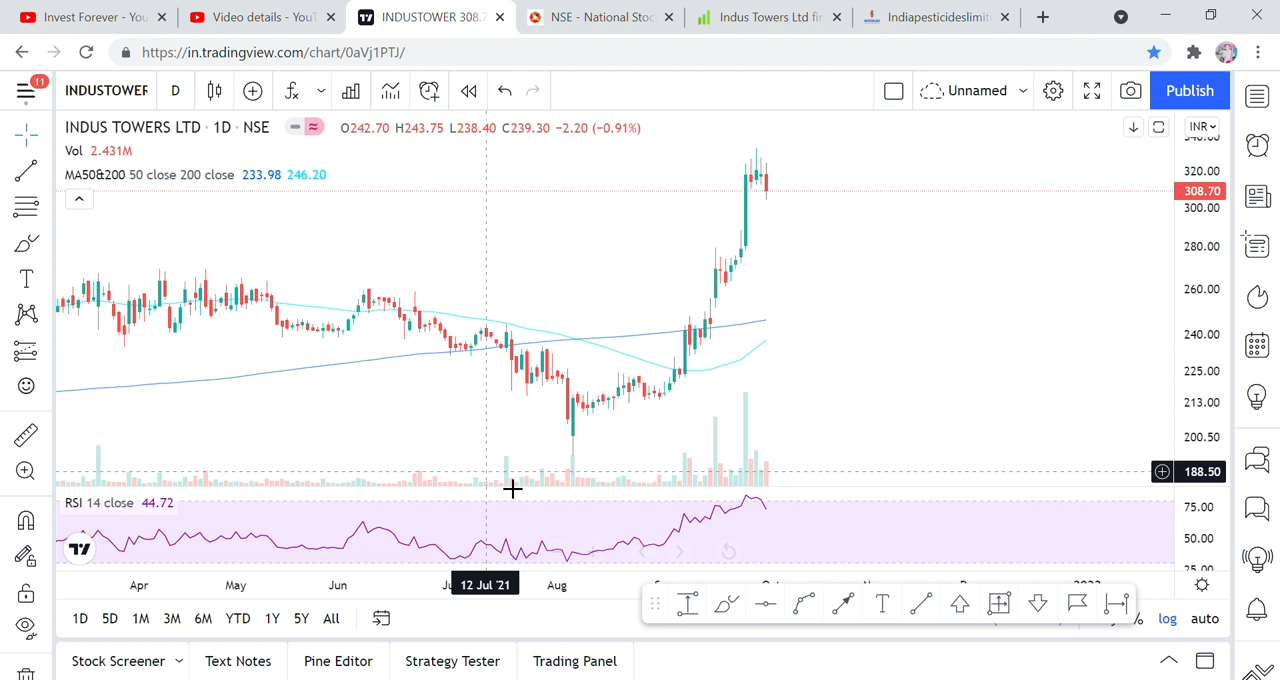 Invest Forever - You
Video details - YouT
INDUSTOWER 308.7
NSE - National Stoc
Indus Towers Ltd fir
Indiapesticideslimit
https://in.tradingview.com/chart/0aVj1PTJ/
11
INDUSTOWER
D
Unnamed
Publish
INDUS TOWERS LTD · 1D · NSE
O242.70 H243.75 L238.40 C239.30 −2.20 (−0.91%)
INR
Vol 2.431M
MA50&200 50 close 200 close 233.98 246.20
340.00
320.00
308.70
300.00
280.00
260.00
240.00
225.00
213.00
200.50
188.50
RSI 14 close 44.72
75.00
50.00
25.00
Apr
May
Jun
12 Jul '21
Aug
1D
5D
1M
3M
6M
YTD
1Y
5Y
All
%
log
auto
Stock Screener
Text Notes
Pine Editor
Strategy Tester
Trading Panel